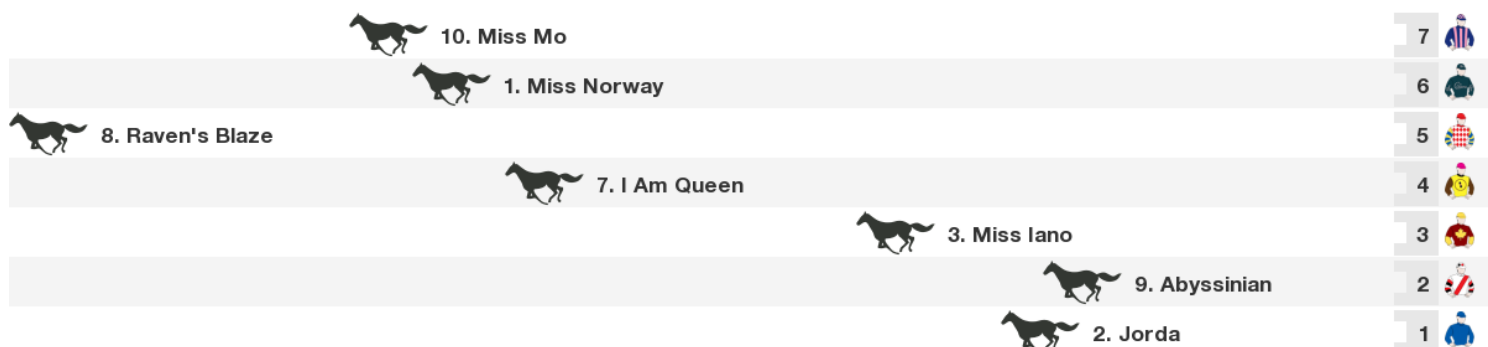 10. Miss Mo 7
1. Miss Norway 6
8. Raven's Blaze 5
7. I Am Queen 4
3. Miss Iano 3
9. Abyssinian 2
2. Jorda 1